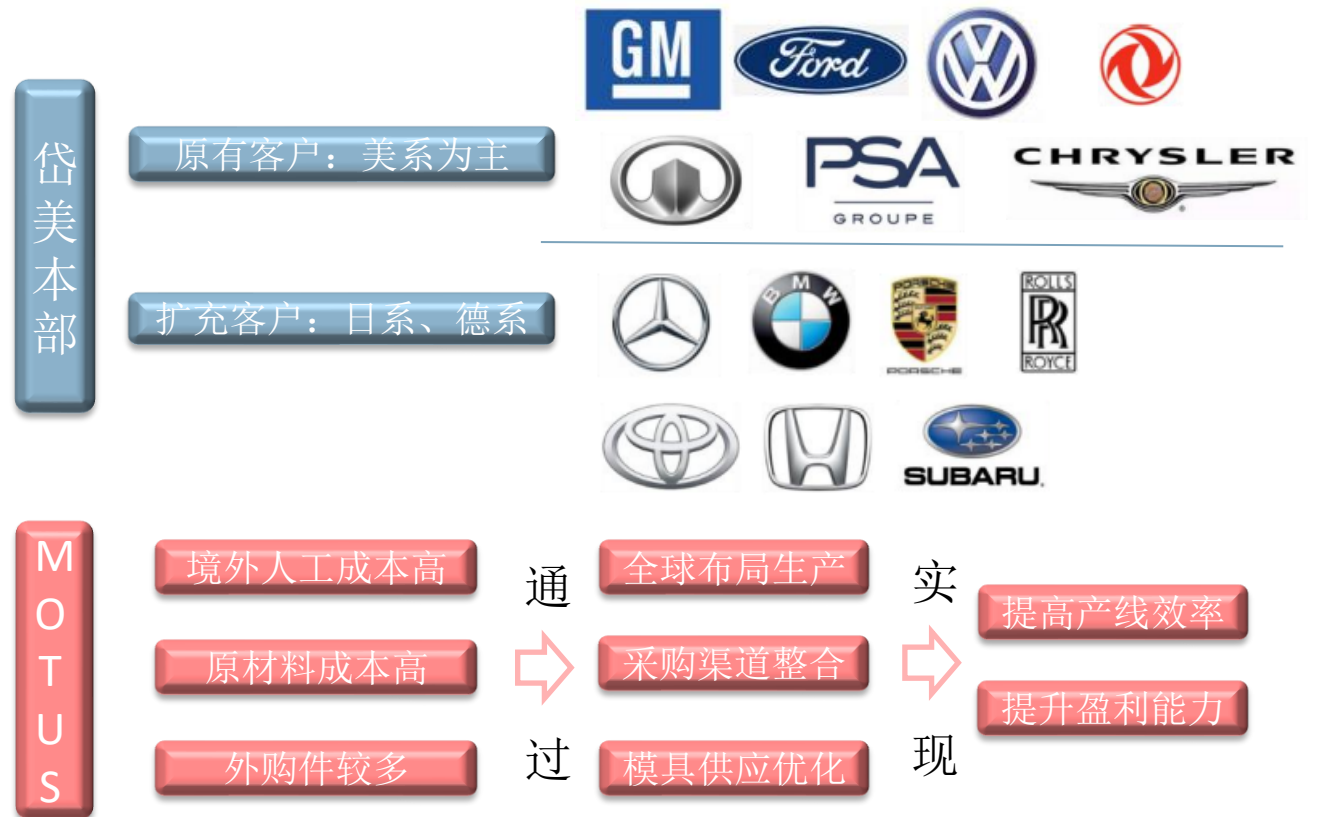 GM
Ford
岱美本部
原有客户：美系为主
PSA
GROUPE
CHRYSLER
扩充客户：日系、德系
BMW
PORSCHE
PORSCHE
ROLLS
RR
ROYCE
SUBARU
MOTUS
境外人工成本高
原材料成本高
外购件较多
通过
全球布局生产
采购渠道整合
模具供应优化
实现
提高产线效率
提升盈利能力